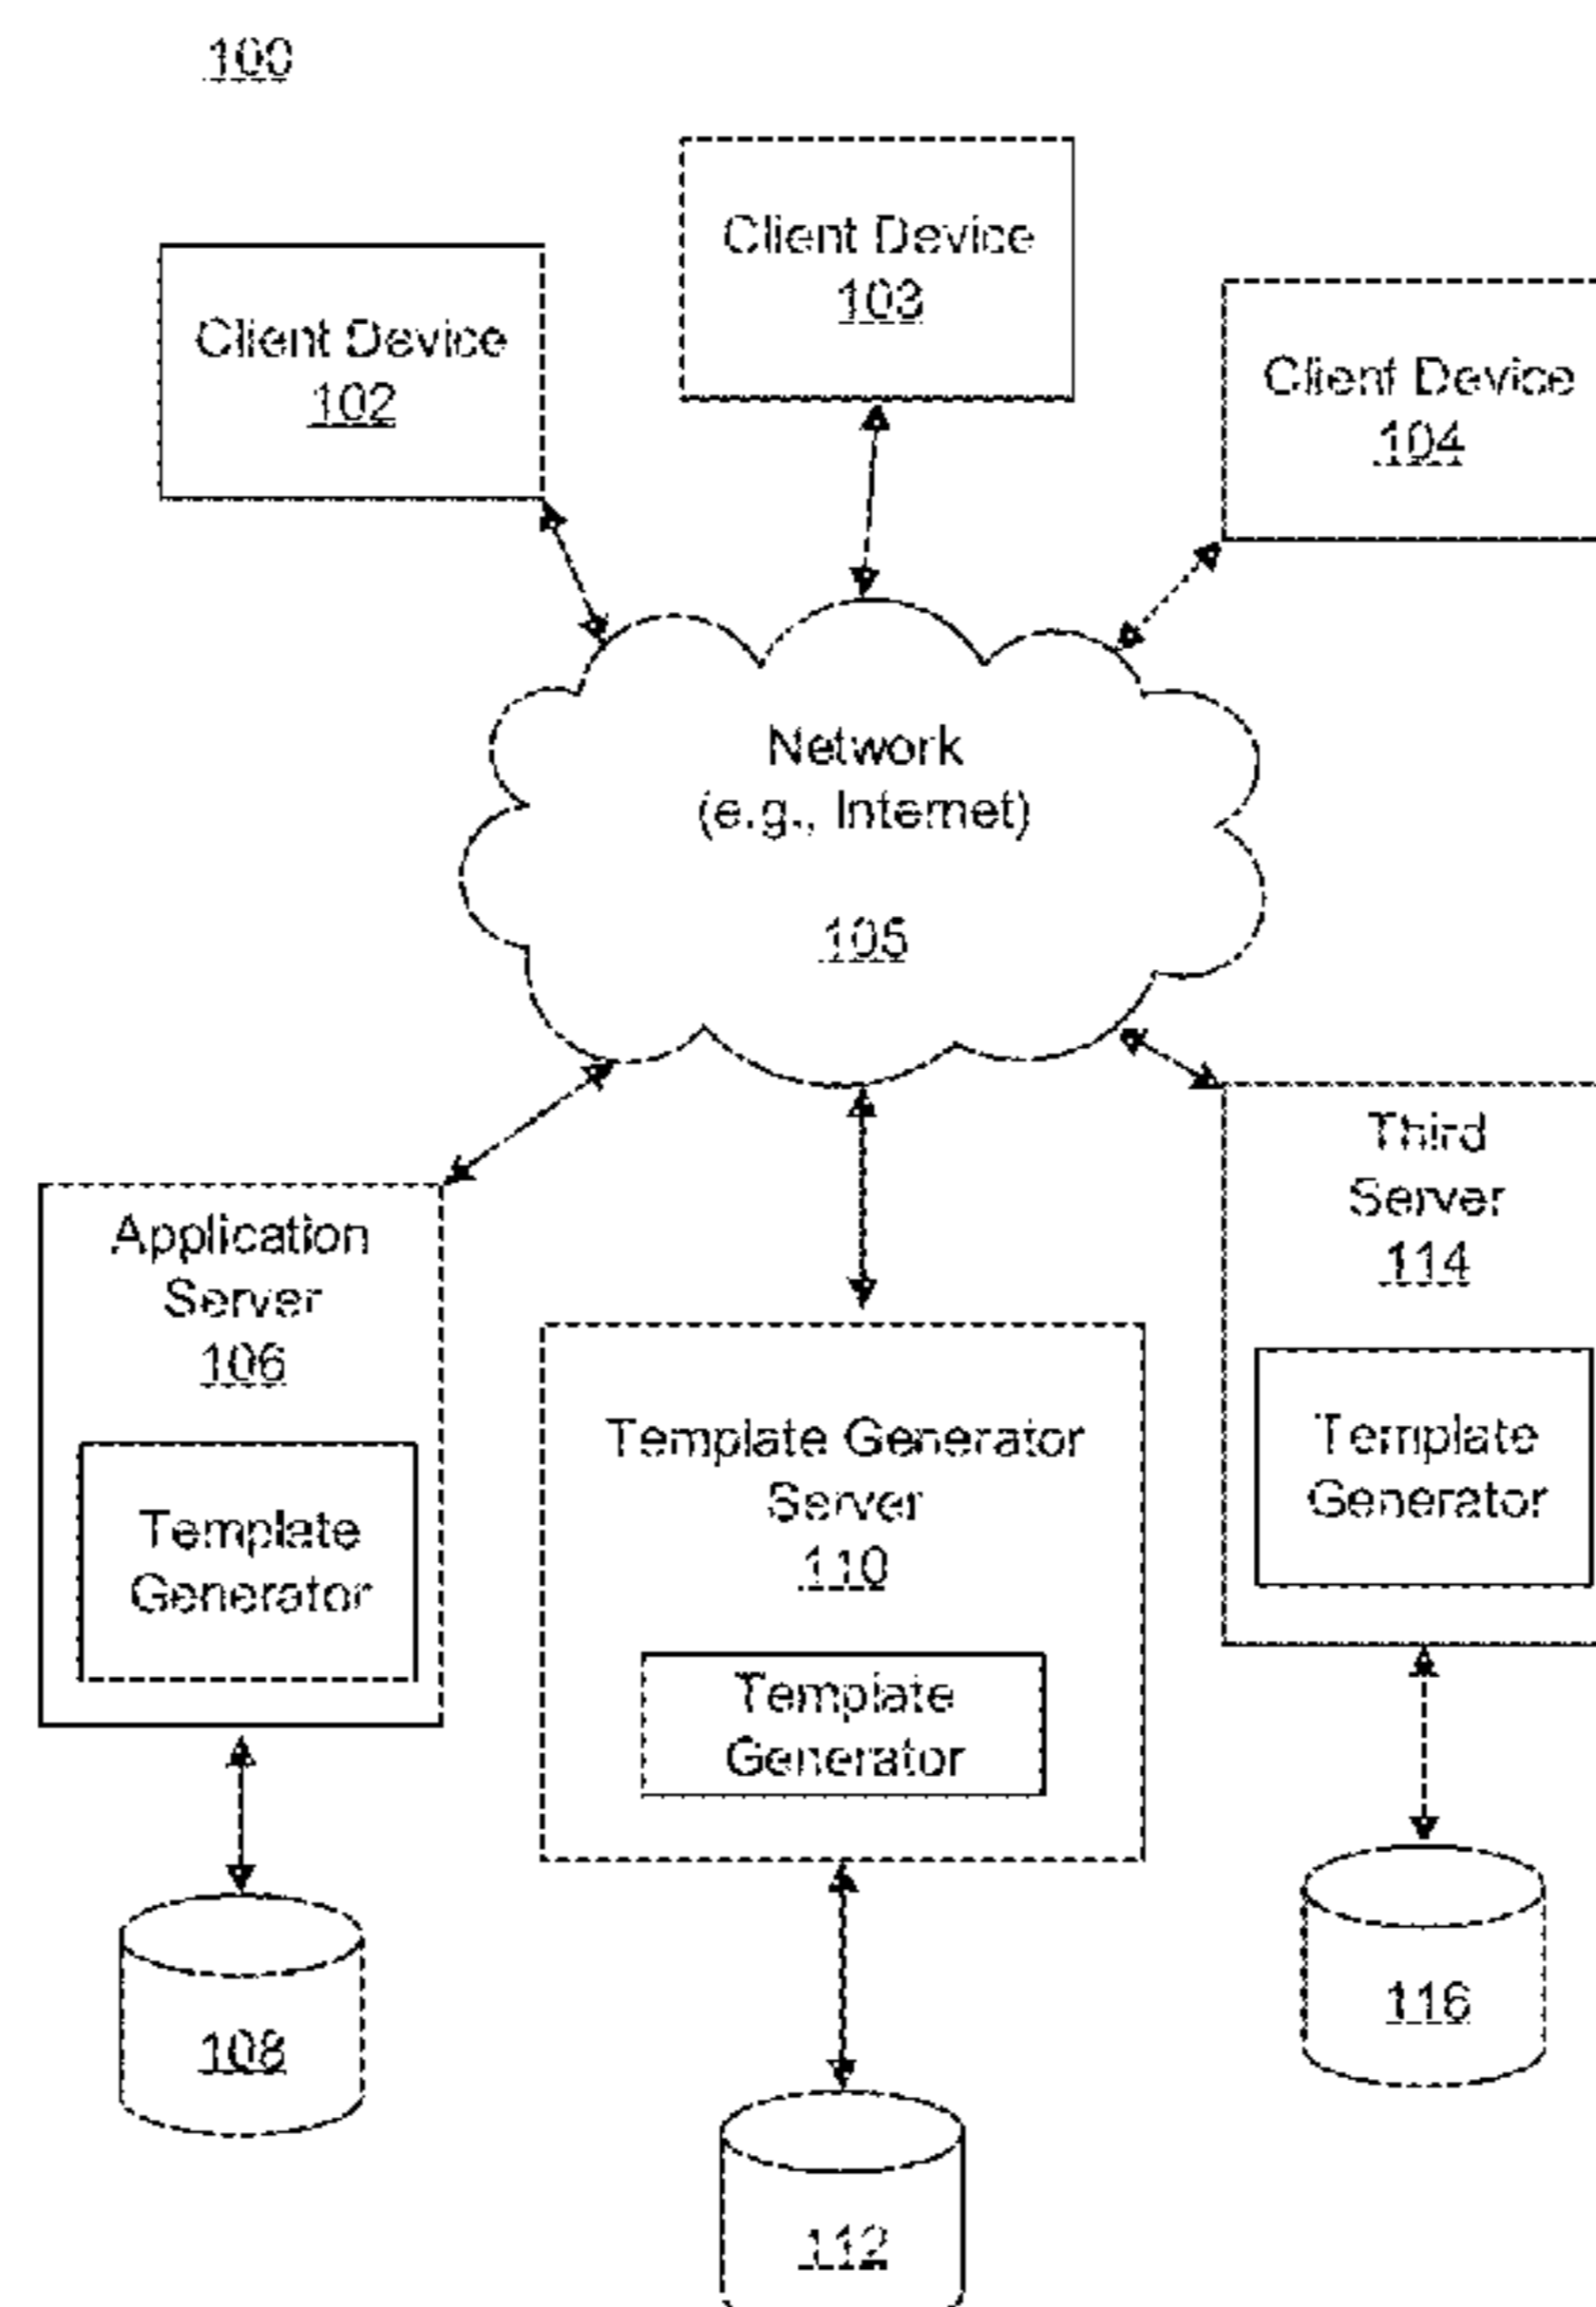 100
Client Device
103
Client Device
102
Client Device
104
Network
(e.g., Internet)
105
Third
Server
114
Template
Generator
Application
Server
106
Template
Generator
Template Generator
Server
110
Template
Generator
116
108
112